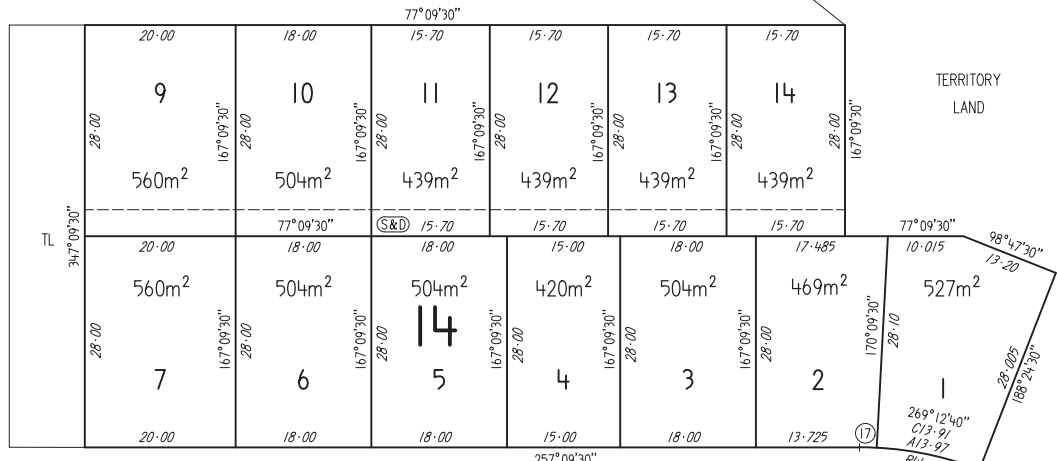 77°09'30"
20·00 18·00 15·70 15·70 15·70 15·70
9 10 11 12 13 14
TERRITORY
LAND
28·00 167°09'30" 28·00 167°09'30" 28·00 167°09'30" 28·00 167°09'30" 28·00 167°09'30" 28·00 28·00 167°09'30"
560m² 504m² 439m² 439m² 439m² 439m²
77°09'30" S&D 15·70 15·70 15·70 15·70 77°09'30"
TL 347°09'30"
20·00 18·00 18·00 15·00 18·00 17·485 10·015 98°47'30"
13·20
560m² 504m² 504m² 420m² 504m² 469m² 527m²
14
28·00 167°09'30" 28·00 167°09'30" 28·00 167°09'30" 28·00 167°09'30" 28·00 167°09'30" 28·00 170°09'30" 28·10 28·005 188°24'30"
7 6 5 4 3 2 1
269°12'40"
C13·91
A13·97
20·00 18·00 18·00 15·00 18·00 13·725 17
257°09'30"